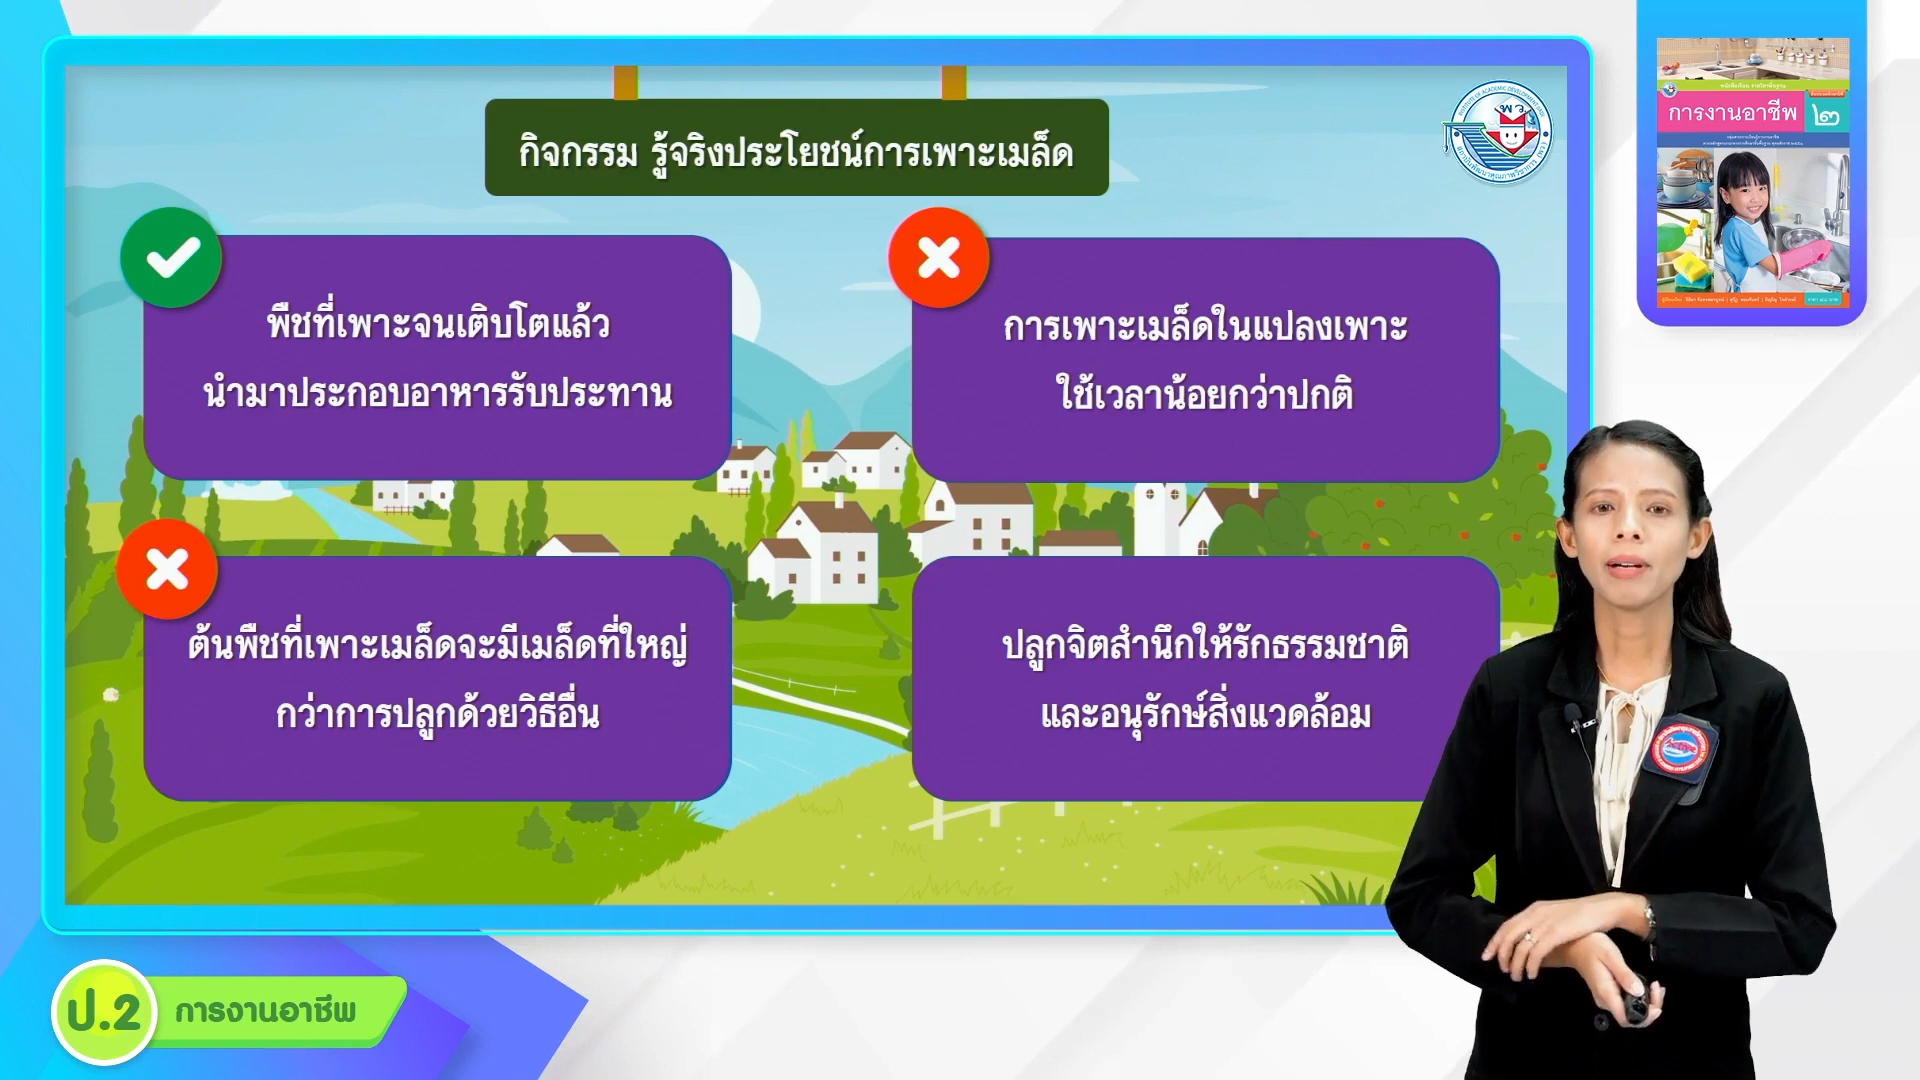 กิจกรรม รู้จริงประโยชน์การเพาะเมล็ด
พืชที่เพาะจนเติบโตแล้ว
นำมาประกอบอาหารรับประทาน
การเพาะเมล็ดในแปลงเพาะ
ใช้เวลาน้อยกว่าปกติ
ต้นพืชที่เพาะเมล็ดจะมีเมล็ดที่ใหญ่
กว่าการปลูกด้วยวิธีอื่น
ปลูกจิตสำนึกให้รักธรรมชาติ
และอนุรักษ์สิ่งแวดล้อม
พว
การงานอาชีพ ๒
ป.2 การงานอาชีพ